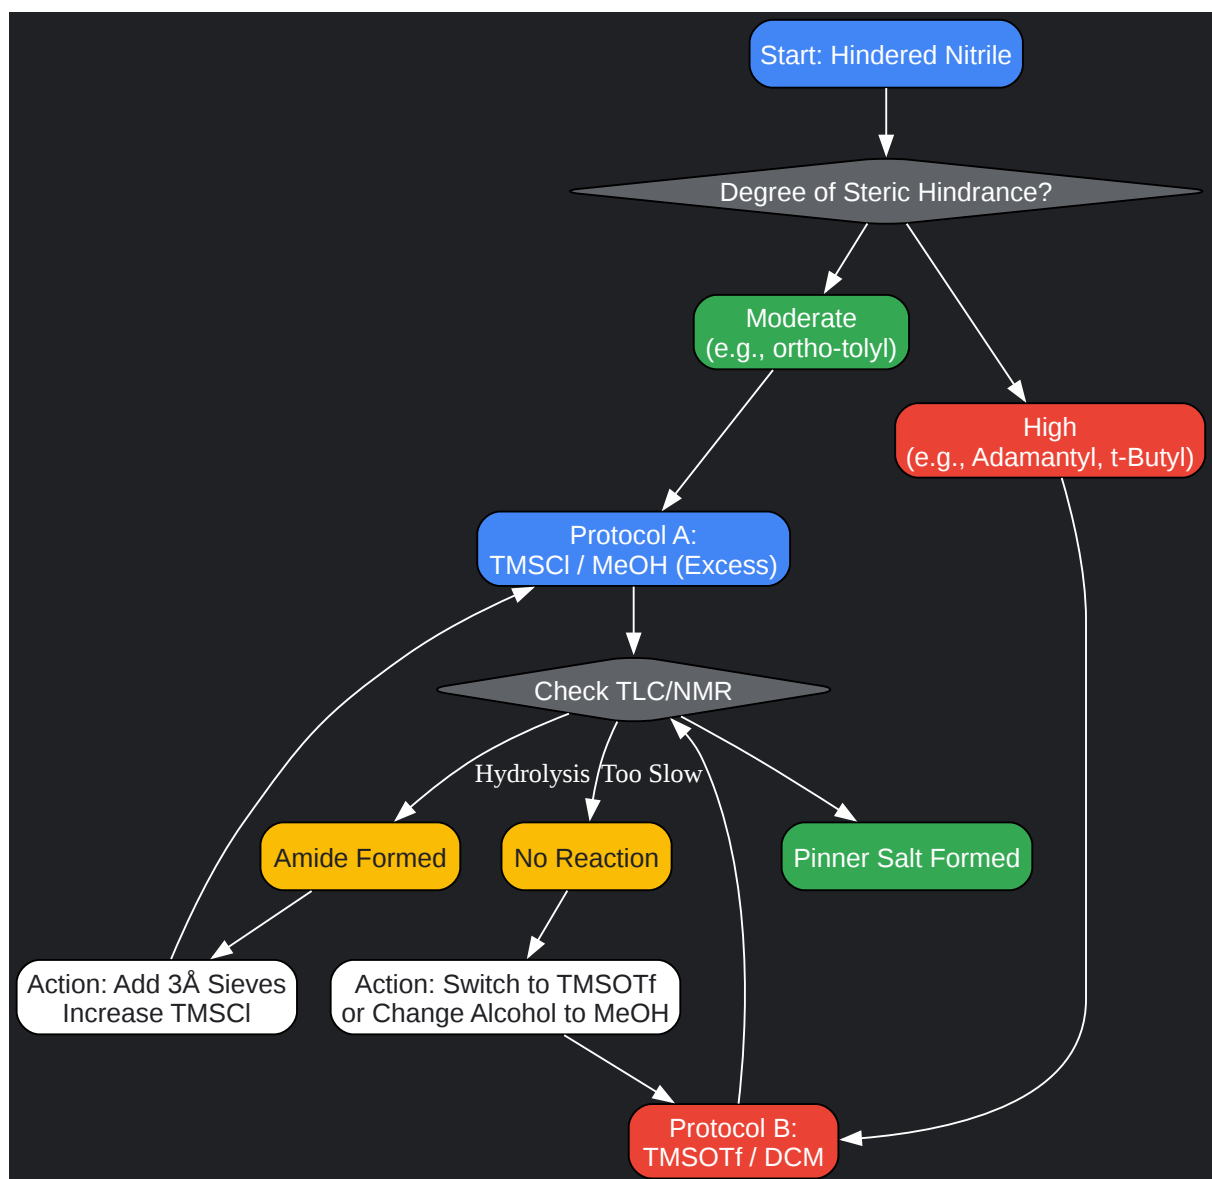 Start: Hindered Nitrile
Degree of Steric Hindrance?
Moderate
(e.g., ortho-tolyl)
High
(e.g., Adamantyl, t-Butyl)
Protocol A:
TMSCl / MeOH (Excess)
Check TLC/NMR
Hydrolysis
Too Slow
Amide Formed
No Reaction
Pinner Salt Formed
Action: Add 3Å Sieves
Increase TMSCl
Action: Switch to TMSOTf
or Change Alcohol to MeOH
Protocol B:
TMSOTf / DCM